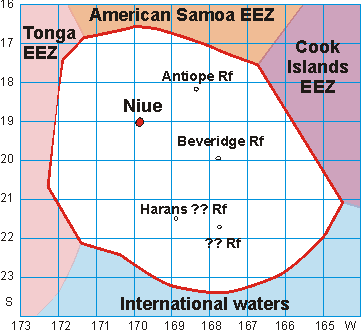 16
American Samoa EEZ
Tonga
EEZ
17
Cook
Islands
EEZ
Antiope Rf
18
Niue
19
Beveridge Rf
20
21
Harans ?? Rf
22
?? Rf
23
International waters
S
173 172 171 170 169 168 167 166 165 W